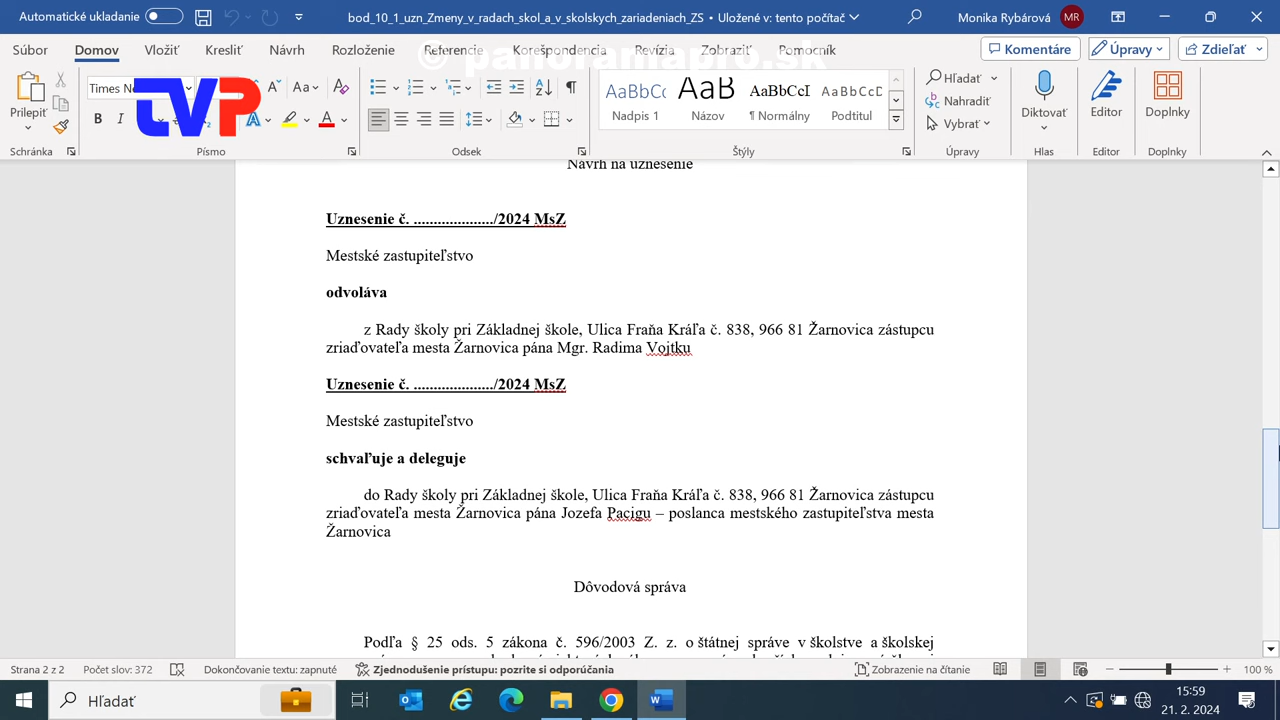 Automatické ukladanie
bod_10_1_uzn_Zmeny_v_radach_skol_a_v_skolskych_zariadeniach_ZS • Uložené v: tento počítač
Monika Rybárová MR
Súbor Domov Vložiť Kresliť Návrh Rozloženie Referencie Korešpondencia Revízia Zobraziť Pomocník
Komentáre Úpravy Zdieľať
© panoramapro.sk
Times Ne
TVP
Prilepiť
B I
Aa
AaBbCc AaB AaBbCcI AaBbCcD
Nadpis 1 Názov ¶ Normálny Podtitul
Hľadať
Nahradiť
Vybrať
Diktovať Editor Doplnky
Schránka Písmo Odsek Štýly Úpravy Hlas Editor Doplnky
Návrh na uznesenie
Uznesenie č. ...................../2024 MsZ
Mestské zastupiteľstvo
odvoláva
z Rady školy pri Základnej škole, Ulica Fraňa Kráľa č. 838, 966 81 Žarnovica zástupcu
zriaďovateľa mesta Žarnovica pána Mgr. Radima Vojtku
Uznesenie č. ...................../2024 MsZ
Mestské zastupiteľstvo
schvaľuje a deleguje
do Rady školy pri Základnej škole, Ulica Fraňa Kráľa č. 838, 966 81 Žarnovica zástupcu
zriaďovateľa mesta Žarnovica pána Jozefa Pacigu – poslanca mestského zastupiteľstva mesta
Žarnovica
Dôvodová správa
Podľa § 25 ods. 5 zákona č. 596/2003 Z. z. o štátnej správe v školstve a školskej
Strana 2 z 2 Počet slov: 372 Dokončovanie textu: zapnuté Zjednodušenie prístupu: pozrite si odporúčania Zobrazenie na čítanie 100 %
Hľadať
15:59
21. 2. 2024